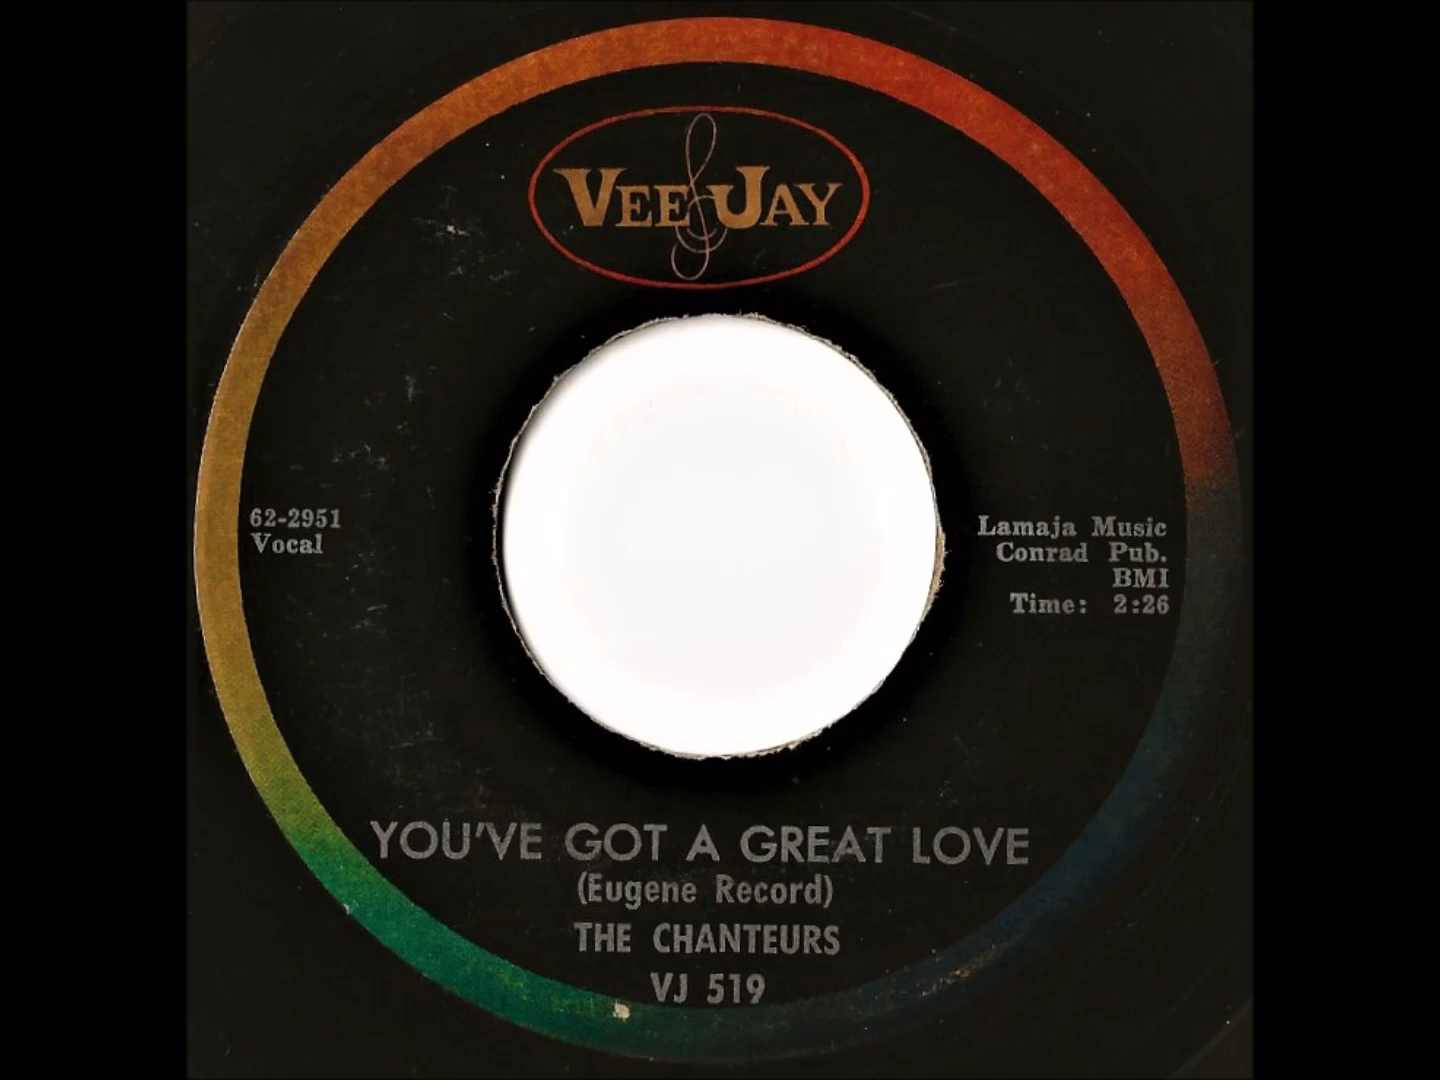 VEE JAY
62-2951
Vocal
Lamaja Music
Conrad Pub.
BMI
Time: 2:26
YOU'VE GOT A GREAT LOVE
(Eugene Record)
THE CHANTEURS
VJ 519